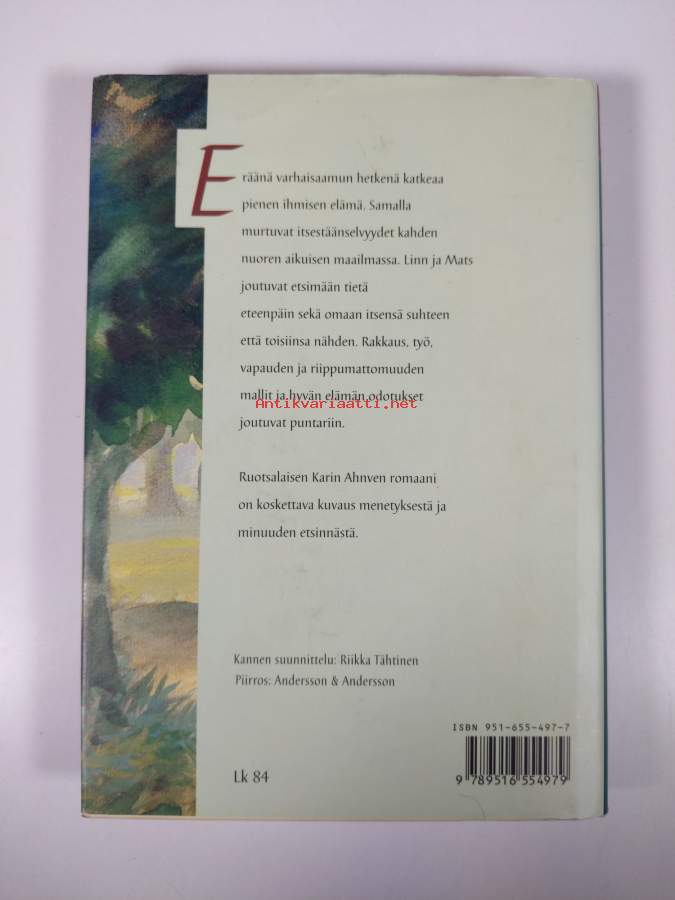 Eräänä varhaisaamun hetkenä katkeaa
pienen ihmisen elämä. Samalla
murtuvat itsestäänselvyydet kahden
nuoren aikuisen maailmassa. Linn ja Mats
joutuvat etsimään tietä
eteenpäin sekä omaan itsensä suhteen
että toisiinsa nähden. Rakkaus, työ,
vapauden ja riippumattomuuden
mallit ja hyvän elämän odotukset
Antikvariaatti.net
joutuvat puntariin.
Ruotsalaisen Karin Ahnven romaani
on koskettava kuvaus menetyksestä ja
minuuden etsinnästä.
Kannen suunnittelu: Riikka Tähtinen
Piirros: Andersson & Andersson
ISBN 951-655-497-7
Lk 84
9 789516 554979